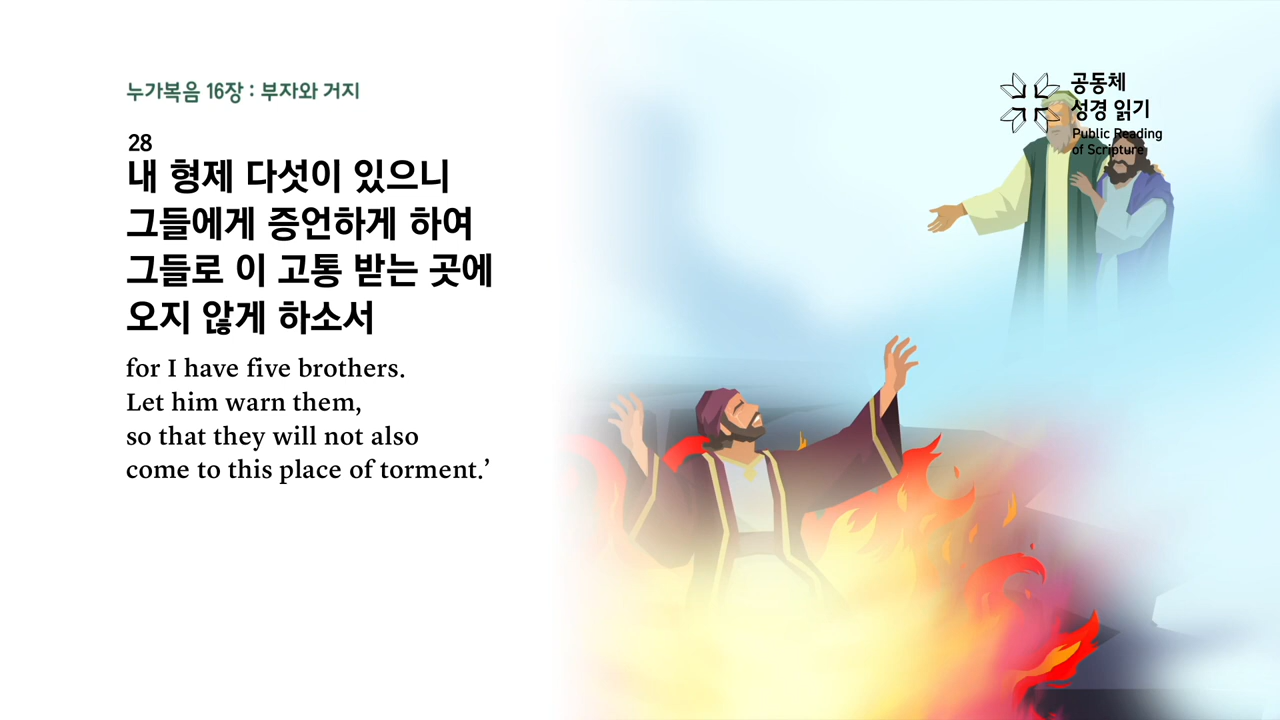 누가복음 16장 : 부자와 거지
28
내 형제 다섯이 있으니
그들에게 증언하게 하여
그들로 이 고통 받는 곳에
오지 않게 하소서
for I have five brothers.
Let him warn them,
so that they will not also
come to this place of torment.’
공동체
성경 읽기
Public Reading
of Scripture